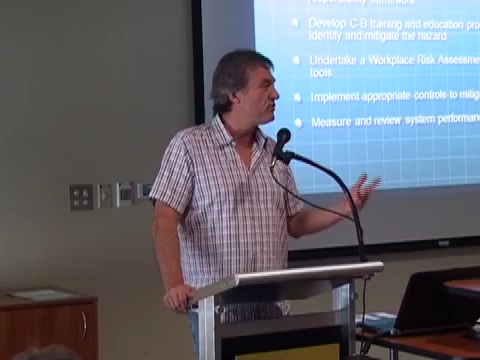 Responsibility framework
Develop C-B training and education pro
identify and mitigate the hazard
Undertake a Workplace Risk Assessme
tools
Implement appropriate controls to mitig
Measure and review system performan